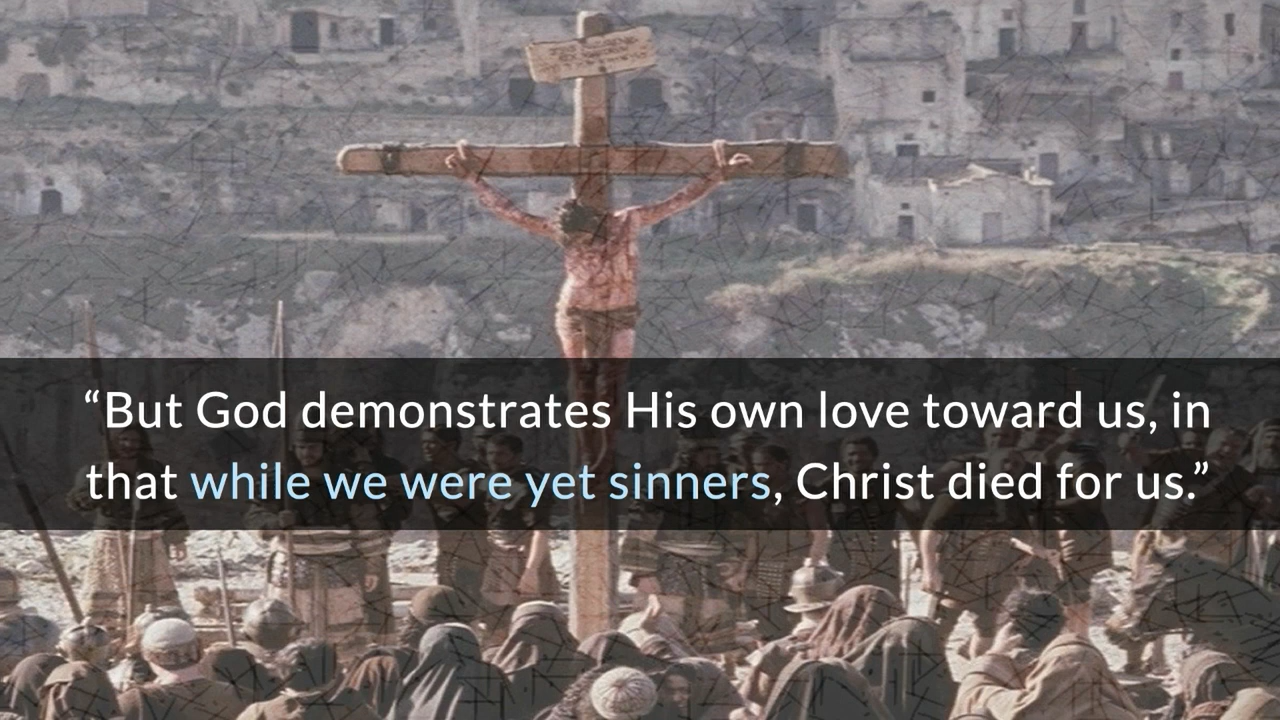 “But God demonstrates His own love toward us, in
that while we were yet sinners, Christ died for us.”